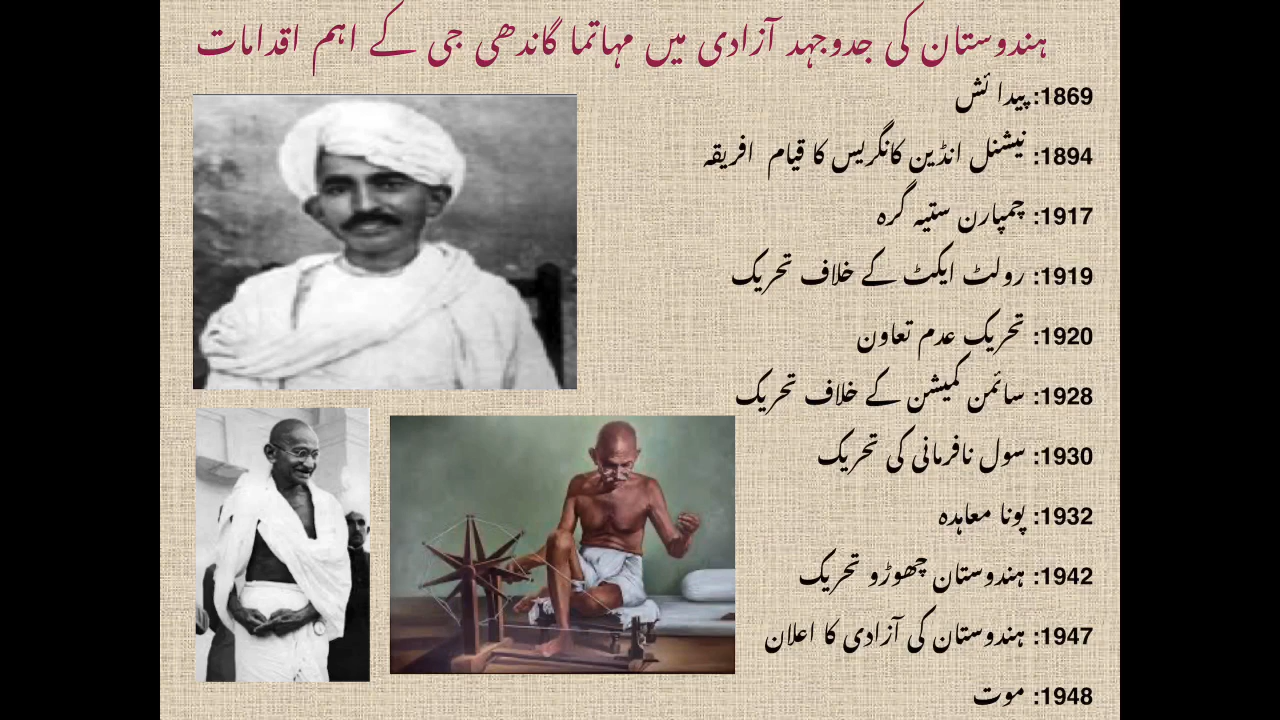 ہندوستان کی جدوجہد آزادی میں مہاتما گاندھی جی کے اہم اقدامات
1869: پیدائش
1894: نیشنل انڈین کانگریس کا قیام افریقہ
1917: چمپارن ستیہ گرہ
1919: رولٹ ایکٹ کے خلاف تحریک
1920: تحریک عدم تعاون
1928: سائمن کمیشن کے خلاف تحریک
1930: سول نافرمانی کی تحریک
1932: پونا معاہدہ
1942: ہندوستان چھوڑو تحریک
1947: ہندوستان کی آزادی کا اعلان
1948: موت